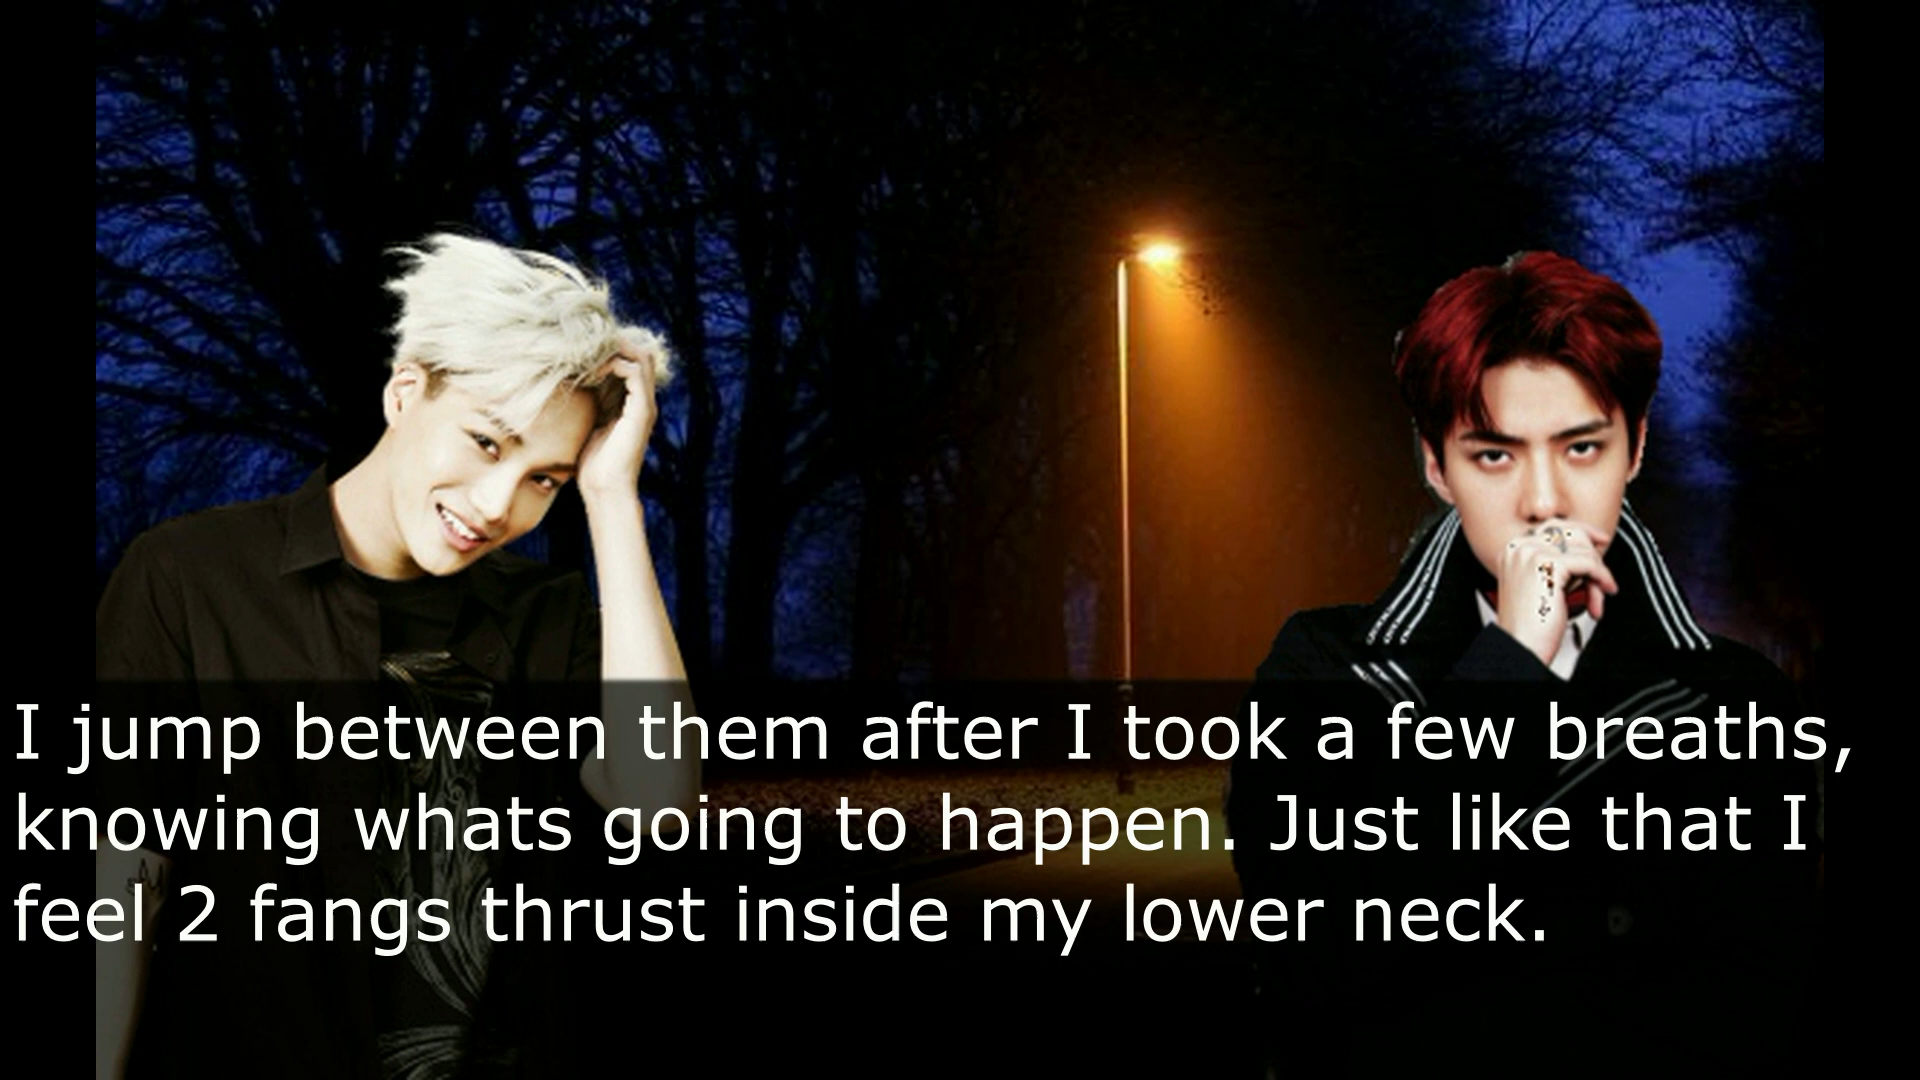 I jump between them after I took a few breaths,
knowing whats going to happen. Just like that I
feel 2 fangs thrust inside my lower neck.